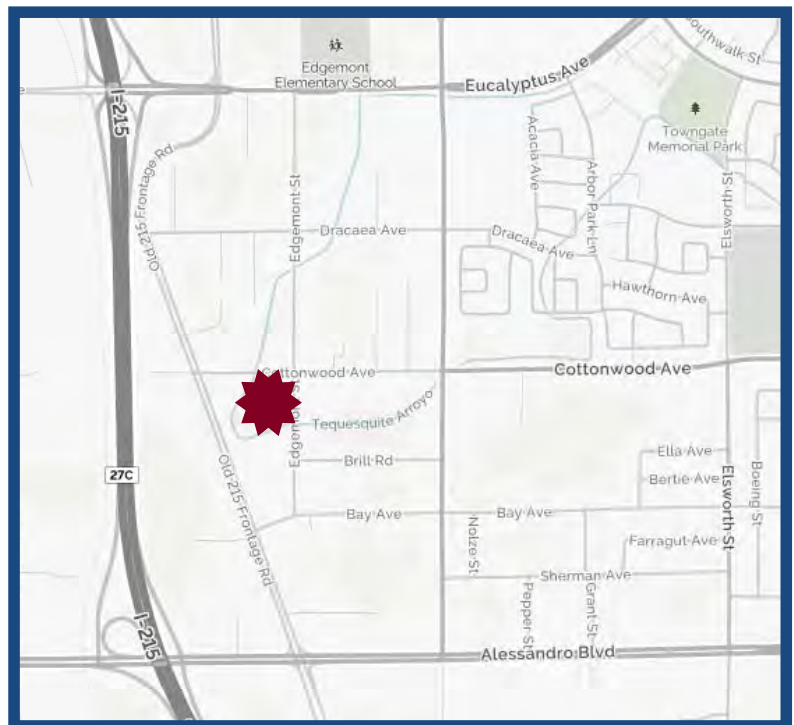 Southwalk St
Edgemont
Elementary School
Eucalyptus Ave
I-215
Towngate
Memorial Park
Acacia Ave
Old 215 Frontage Rd
Arbor Park Ln
Edgemont St
Elsworth St
Dracaea Ave
Dracaea Ave
Hawthorn Ave
Cottonwood Ave
Cottonwood Ave
Edgemont St
Tequesquite Arroyo
Ella Ave
Brill Rd
27C
Bertie Ave
Elsworth St
Boeing St
Old 215 Frontage Rd
Bay Ave
Bay Ave
Nolze St
Farragut Ave
Sherman Ave
Pepper St
Grant St
I-215
Alessandro Blvd